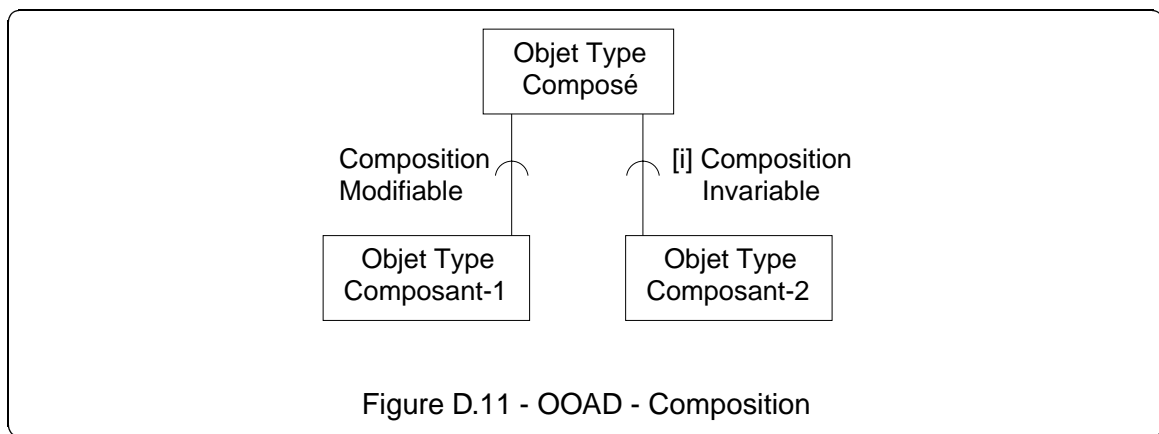 Objet Type
Composé
Composition
Modifiable
[i] Composition
Invariable
Objet Type
Composant-1
Objet Type
Composant-2
Figure D.11 - OOAD - Composition